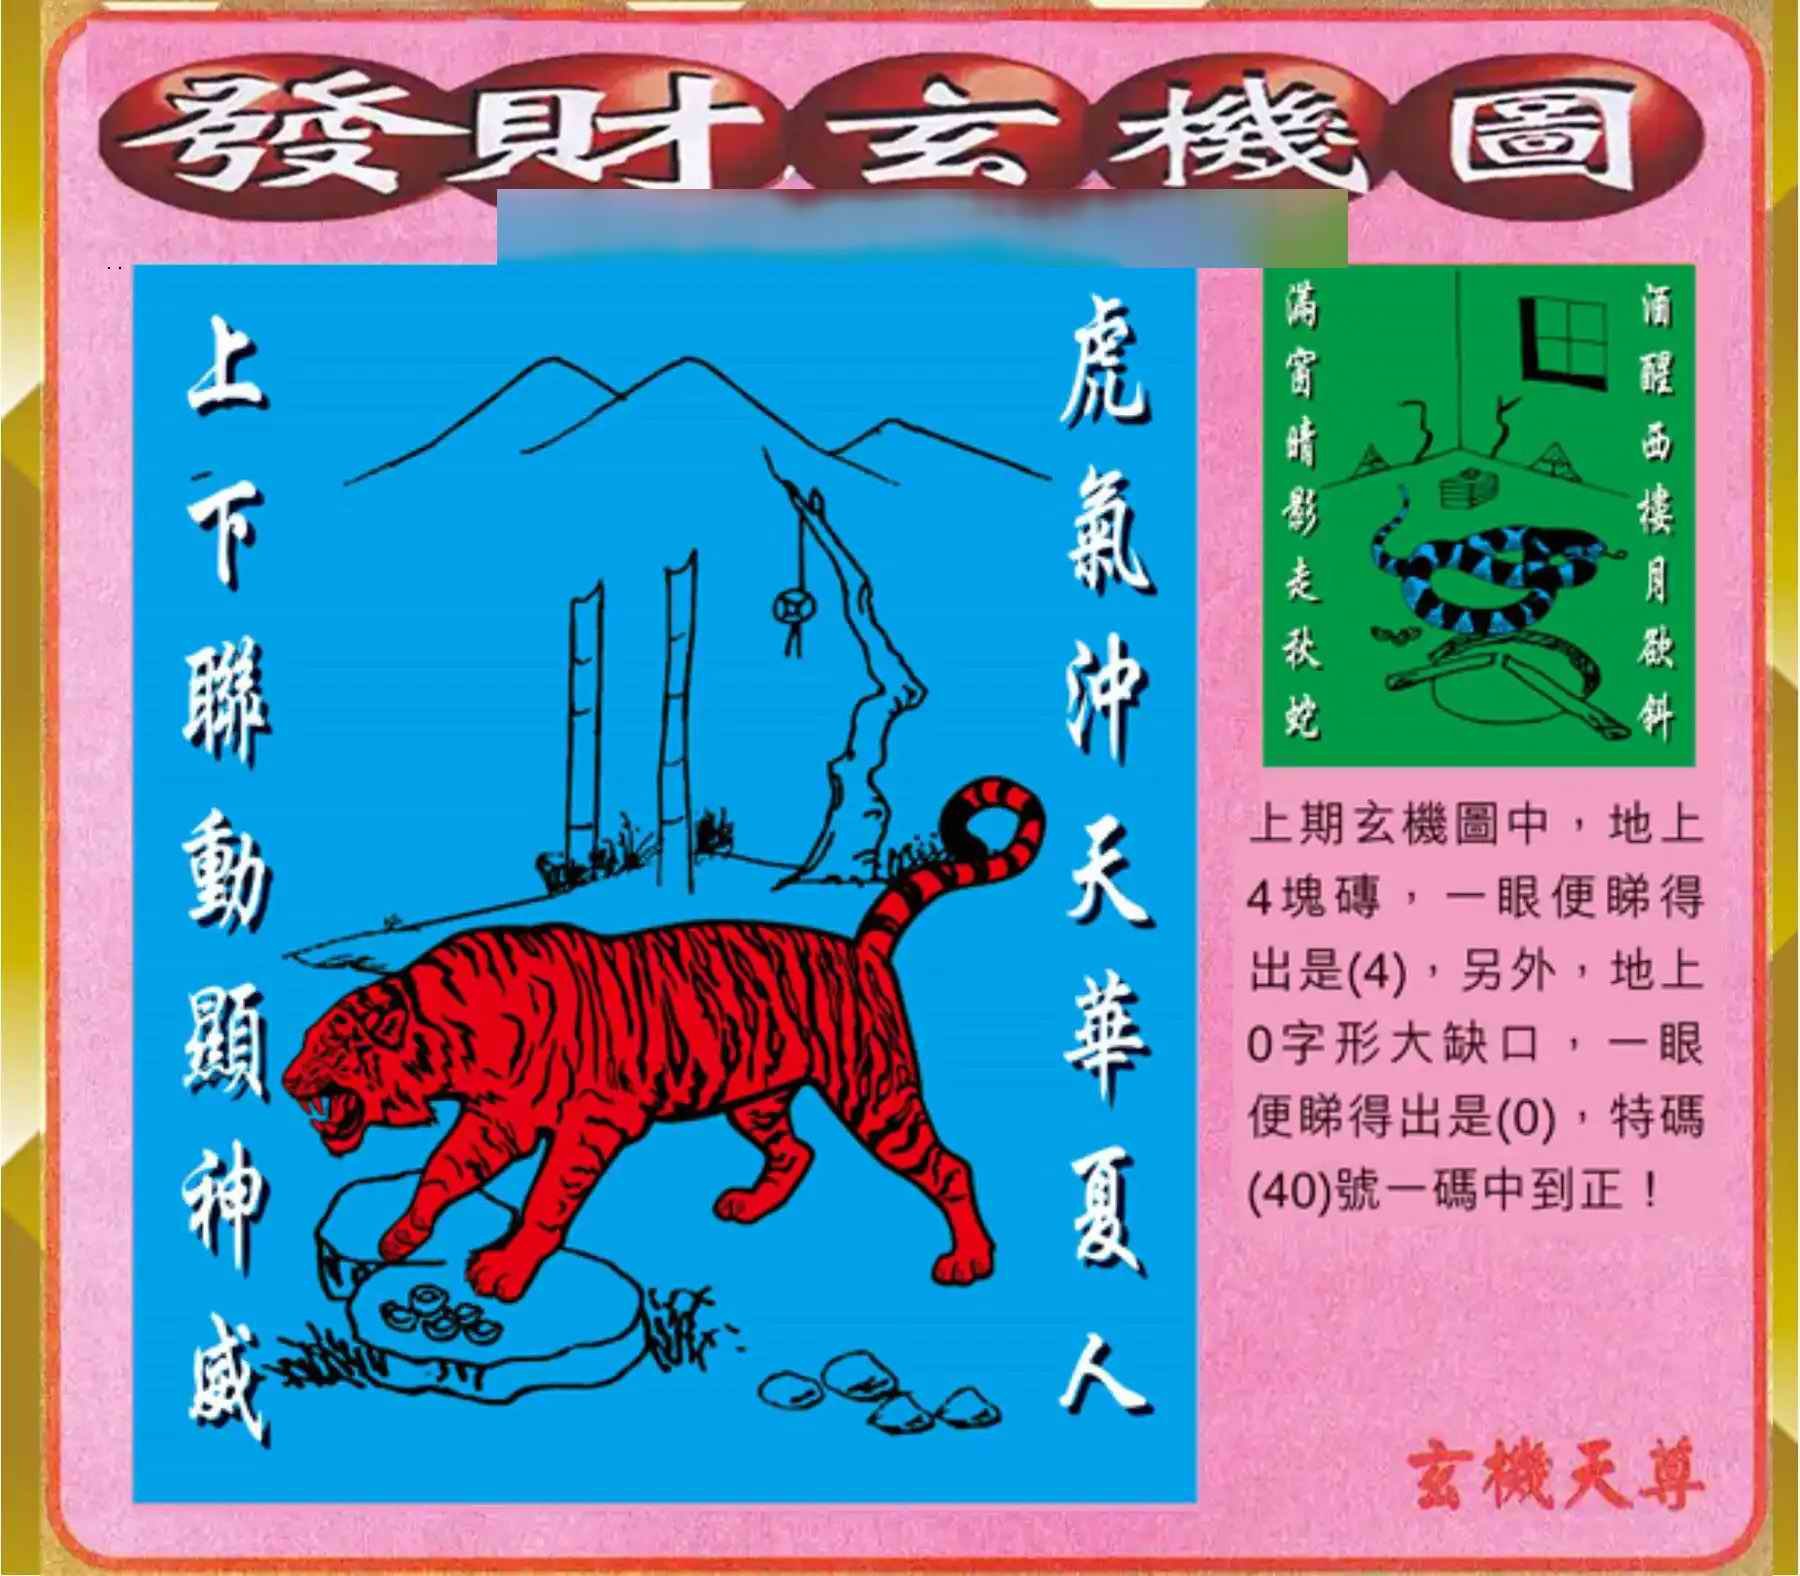 發財玄機圖
虎氣沖天華夏人
上下聯動顯神威
酒醒西樓月欲斜
滿窗晴影走秋蛇
上期玄機圖中，地上
4塊磚，一眼便睇得
出是(4)，另外，地上
0字形大缺口，一眼
便睇得出是(0)，特碼
(40)號一碼中到正！
玄機天尊